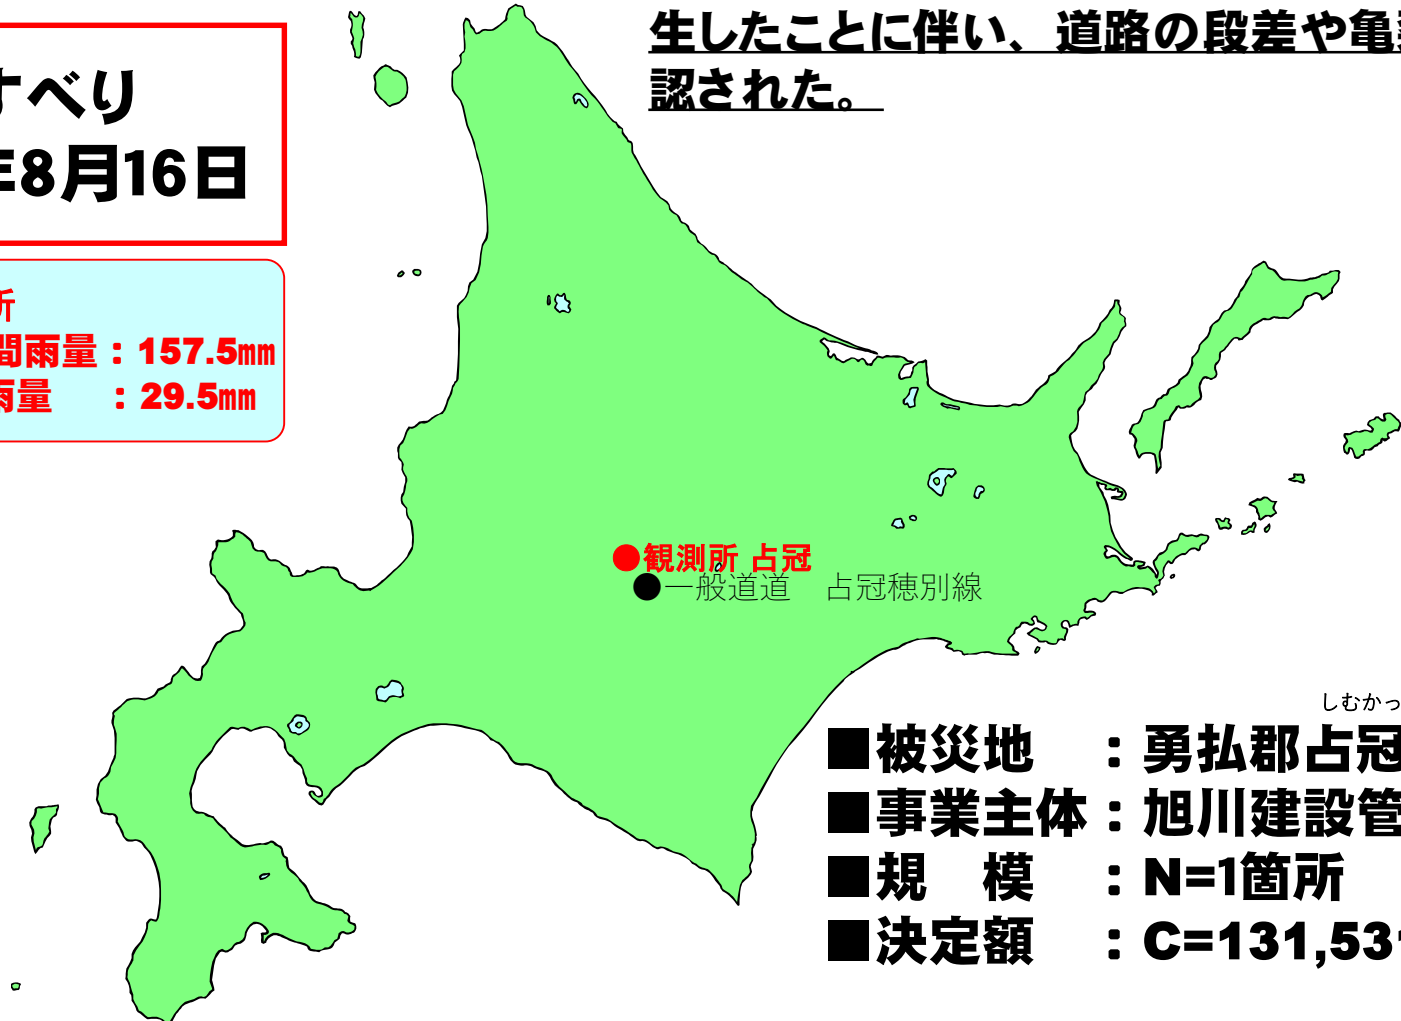 生したことに伴い、道路の段差や亀
認された。
すべり
年8月16日
所
間雨量：157.5mm
雨量　：29.5mm
観測所 占冠
一般道道　占冠穂別線
しむかっ
■被災地　：勇払郡占冠
■事業主体：旭川建設管
■規　模　：N=1箇所
■決定額　：C=131,531